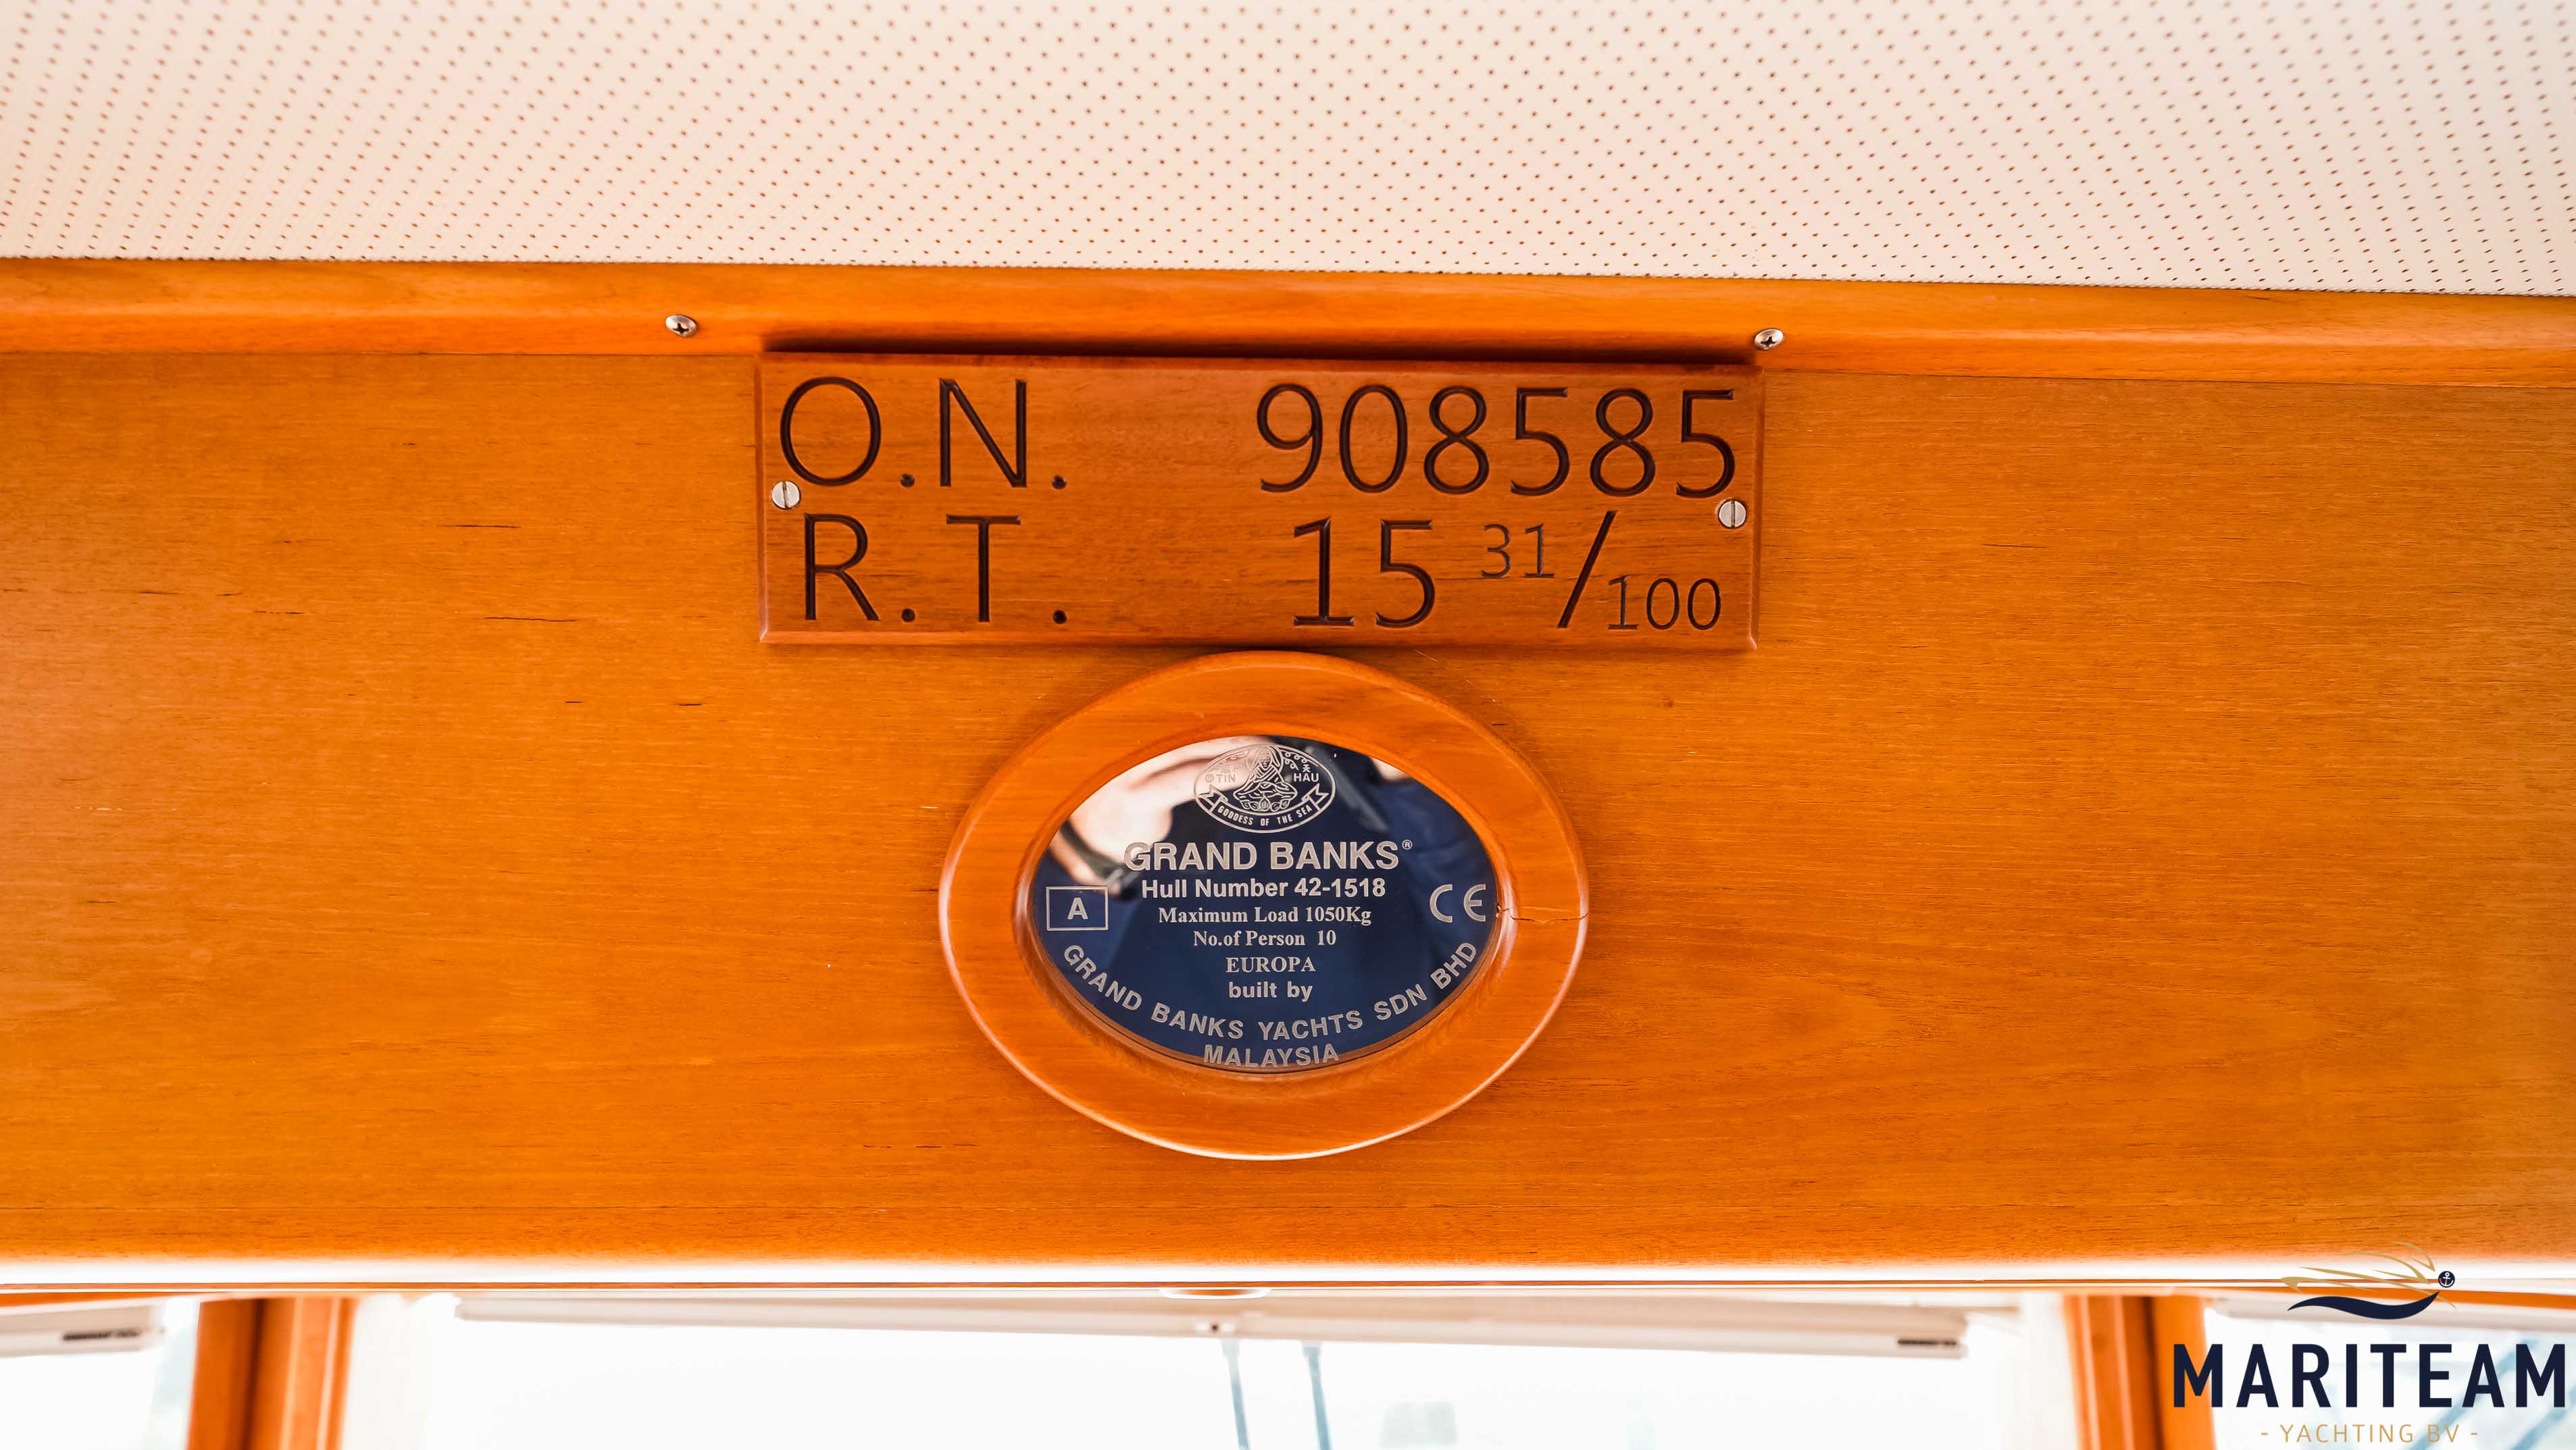 O.N. 908585
R.T. 15 31/100
TIN HAU
GODDESS OF THE SEA
GRAND BANKS®
Hull Number 42-1518
A
CE
Maximum Load 1050Kg
No.of Person 10
EUROPA
built by
GRAND BANKS YACHTS SDN BHD
MALAYSIA
MARITEAM
- YACHTING BV -